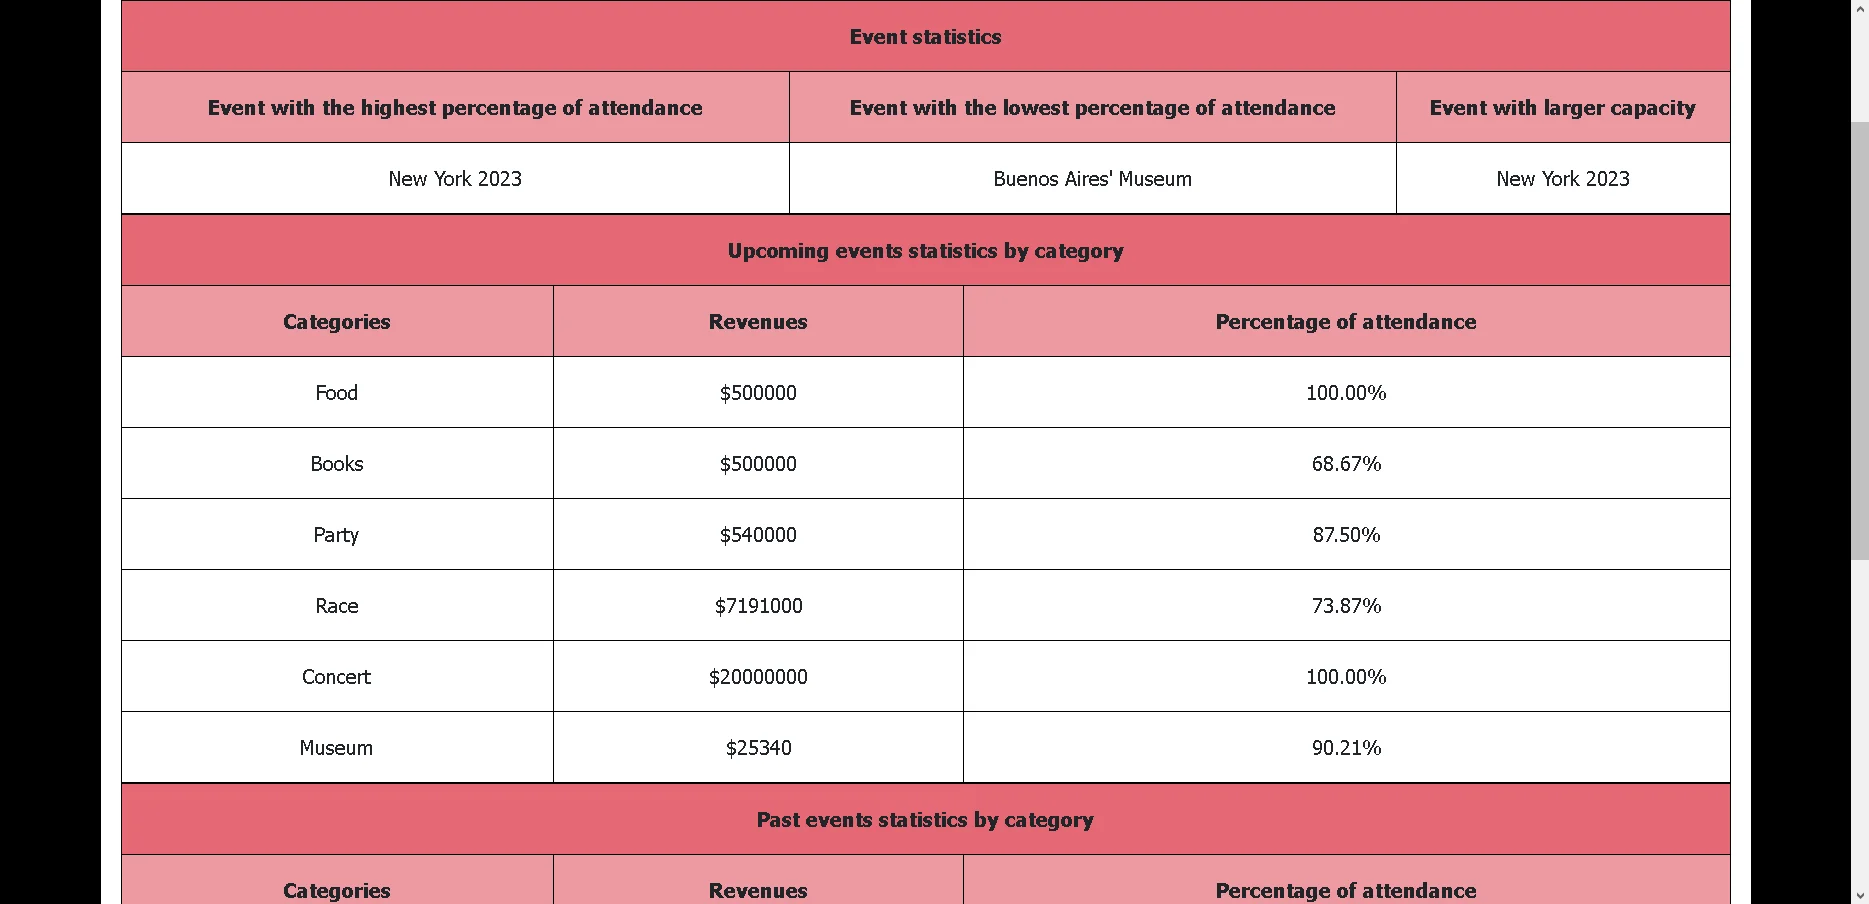 Event statistics
Event with the highest percentage of attendance Event with the lowest percentage of attendance Event with larger capacity
New York 2023 Buenos Aires' Museum New York 2023
Upcoming events statistics by category
Categories Revenues Percentage of attendance
Food $500000 100.00%
Books $500000 68.67%
Party $540000 87.50%
Race $7191000 73.87%
Concert $20000000 100.00%
Museum $25340 90.21%
Past events statistics by category
Categories Revenues Percentage of attendance